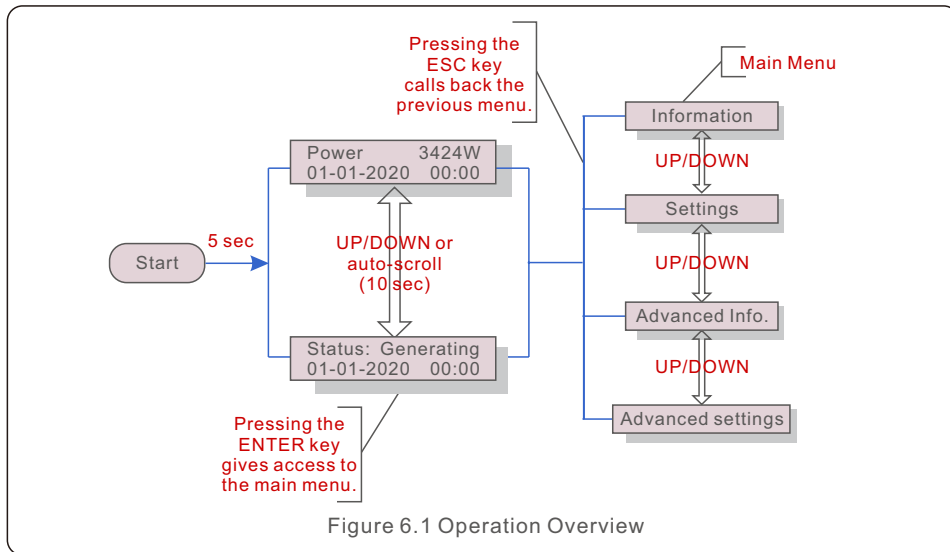 Pressing the
ESC key
calls back the
previous menu.
Main Menu
Information
UP/DOWN
Settings
UP/DOWN
Advanced Info.
UP/DOWN
Advanced settings
Start
5 sec
Power 3424W
01-01-2020 00:00
UP/DOWN or
auto-scroll
(10 sec)
Status: Generating
01-01-2020 00:00
Pressing the
ENTER key
gives access to
the main menu.
Figure 6.1 Operation Overview